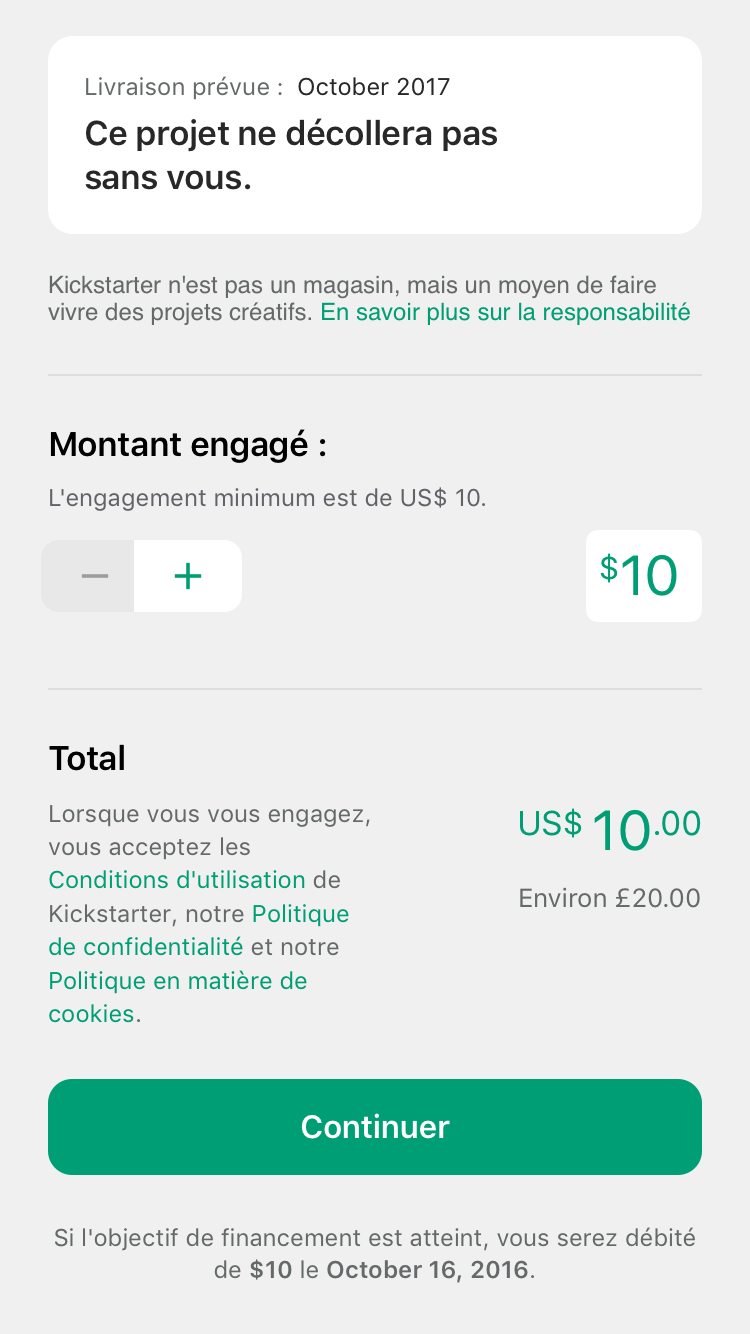 Livraison prévue : October 2017
Ce projet ne décollera pas
sans vous.
Kickstarter n'est pas un magasin, mais un moyen de faire
vivre des projets créatifs. En savoir plus sur la responsabilité
Montant engagé :
L'engagement minimum est de US$ 10.
− +
$10
Total
Lorsque vous vous engagez,
vous acceptez les
Conditions d'utilisation de
Kickstarter, notre Politique
de confidentialité et notre
Politique en matière de
cookies.
US$ 10.00
Environ £20.00
Continuer
Si l'objectif de financement est atteint, vous serez débité
de $10 le October 16, 2016.